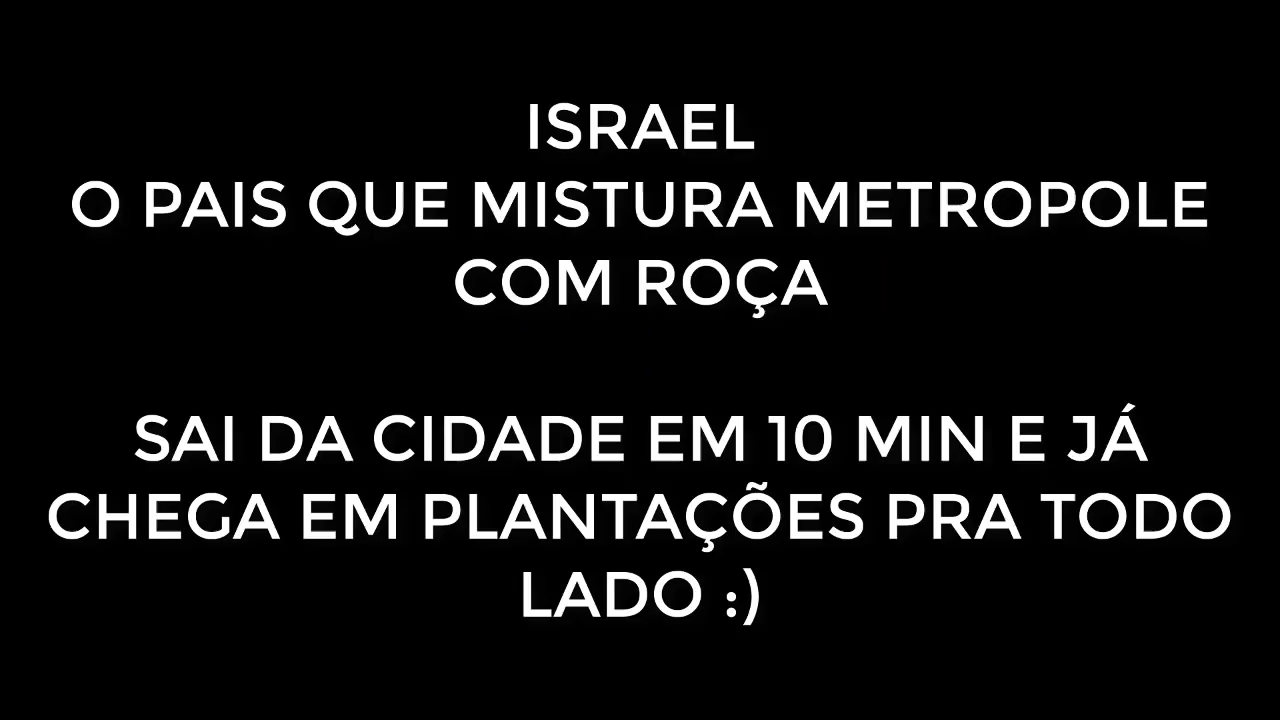 ISRAEL
O PAIS QUE MISTURA METROPOLE
COM ROÇA
SAI DA CIDADE EM 10 MIN E JÁ
CHEGA EM PLANTAÇÕES PRA TODO
LADO :)